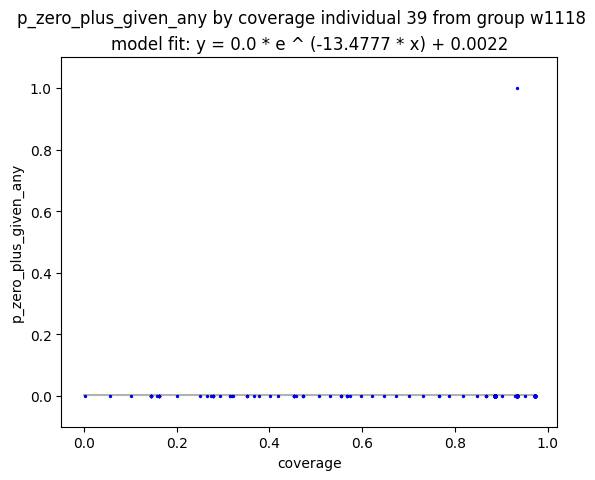 p_zero_plus_given_any by coverage individual 39 from group w1118
model fit: y = 0.0 * e ^ (-13.4777 * x) + 0.0022
1.0
0.8
0.6
0.4
0.2
0.0
p_zero_plus_given_any
0.0 0.2 0.4 0.6 0.8 1.0
coverage